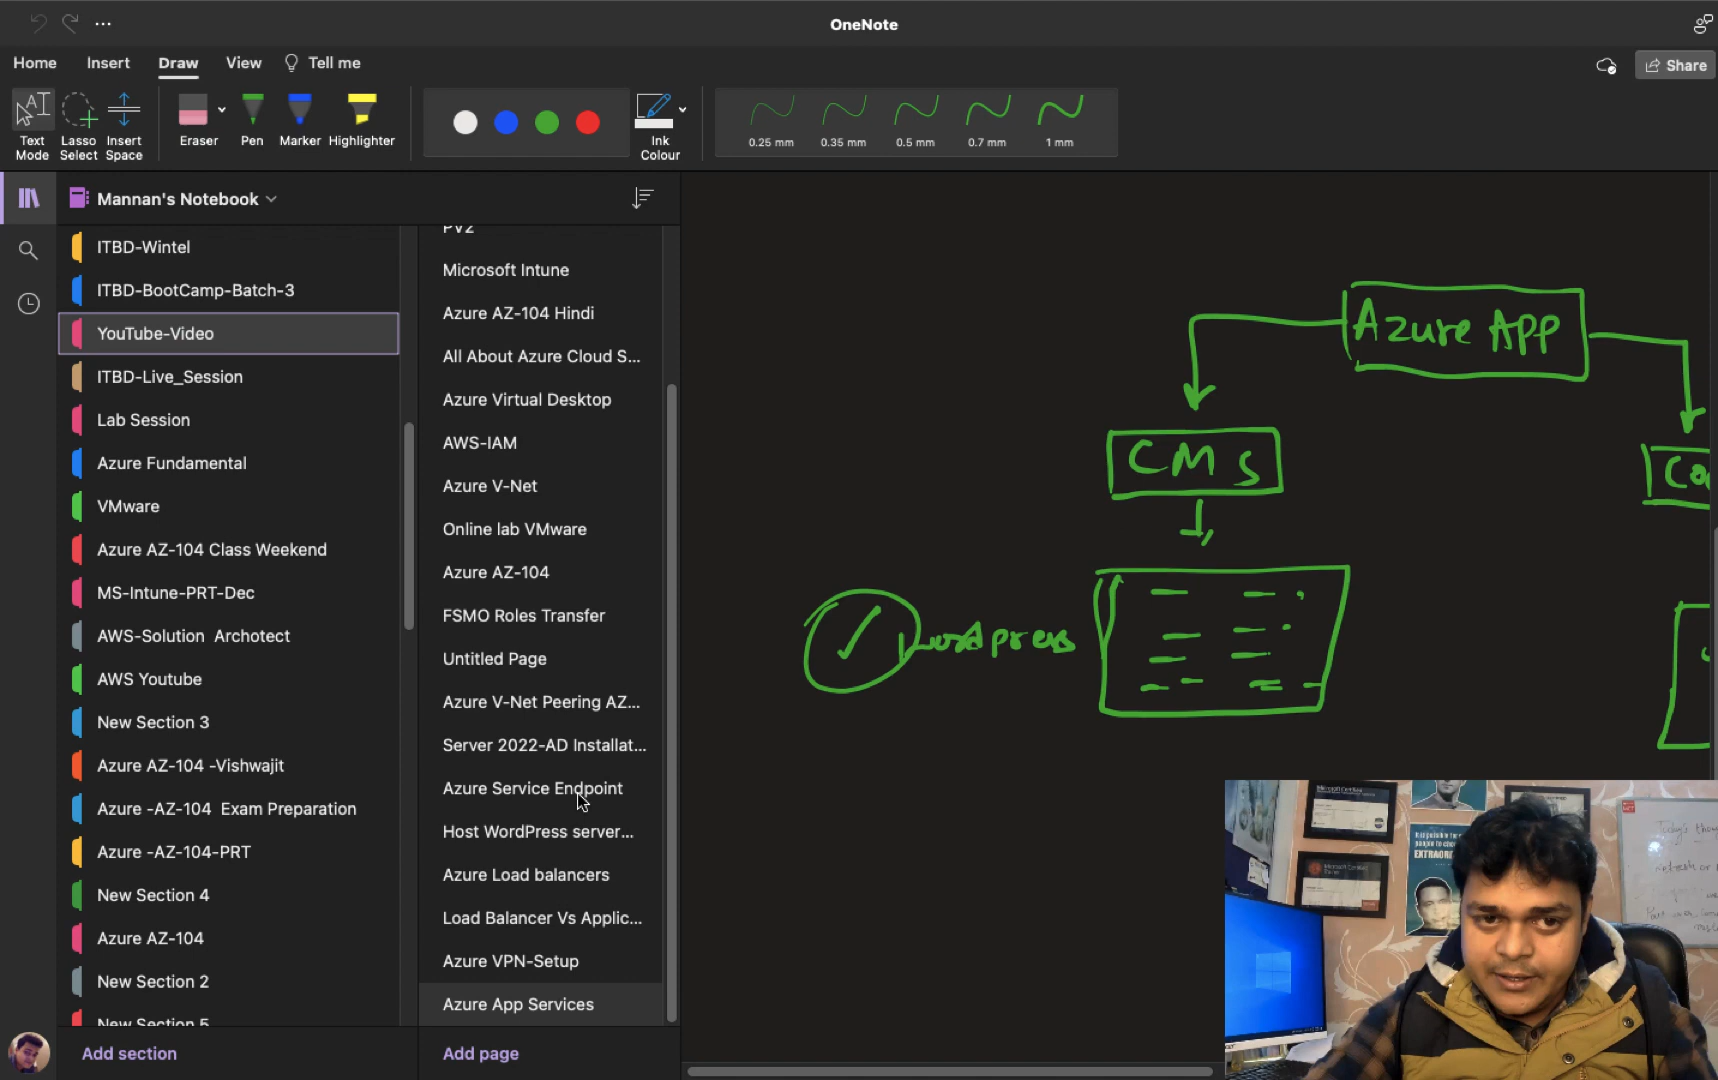 OneNote
Home Insert Draw View Tell me
Share
Text Mode
Lasso Select
Insert Space
Eraser
Pen
Marker
Highlighter
Ink Colour
0.25 mm 0.35 mm 0.5 mm 0.7 mm 1 mm
Mannan's Notebook
ITBD-Wintel
ITBD-BootCamp-Batch-3
YouTube-Video
ITBD-Live_Session
Lab Session
Azure Fundamental
VMware
Azure AZ-104 Class Weekend
MS-Intune-PRT-Dec
AWS-Solution Archotect
AWS Youtube
New Section 3
Azure AZ-104 -Vishwajit
Azure -AZ-104 Exam Preparation
Azure -AZ-104-PRT
New Section 4
Azure AZ-104
New Section 2
New Section 5
Add section
PV2
Microsoft Intune
Azure AZ-104 Hindi
All About Azure Cloud S...
Azure Virtual Desktop
AWS-IAM
Azure V-Net
Online lab VMware
Azure AZ-104
FSMO Roles Transfer
Untitled Page
Azure V-Net Peering AZ...
Server 2022-AD Installat...
Azure Service Endpoint
Host WordPress server...
Azure Load balancers
Load Balancer Vs Applic...
Azure VPN-Setup
Azure App Services
Add page
Azure App
CMS
Co
wordpress
EXTRAOR